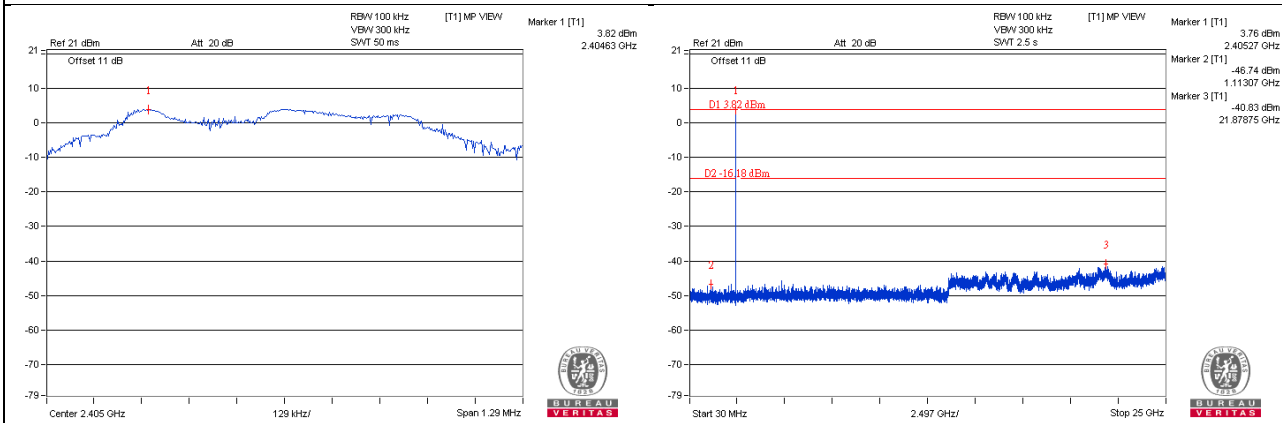 RBW 100 kHz [T1] MP VIEW
VBW 300 kHz
Ref 21 dBm Att 20 dB SWT 50 ms
Marker 1 [T1]
3.82 dBm
2.40463 GHz
21
Offset 11 dB
10
0
-10
-20
-30
-40
-50
-60
-70
-79
1
Center 2.405 GHz 129 kHz/ Span 1.29 MHz
BUREAU VERITAS
1828
BUREAU
VERITAS
RBW 100 kHz [T1] MP VIEW
VBW 300 kHz
Ref 21 dBm Att 20 dB SWT 2.5 s
Marker 1 [T1]
3.76 dBm
2.40527 GHz
Marker 2 [T1]
-46.74 dBm
1.11307 GHz
Marker 3 [T1]
-40.83 dBm
21.87875 GHz
21
Offset 11 dB
10
0
-10
-20
-30
-40
-50
-60
-70
-79
1
D1 3.82 dBm
D2 -16.18 dBm
2
3
Start 30 MHz 2.497 GHz/ Stop 25 GHz
BUREAU VERITAS
1828
BUREAU
VERITAS